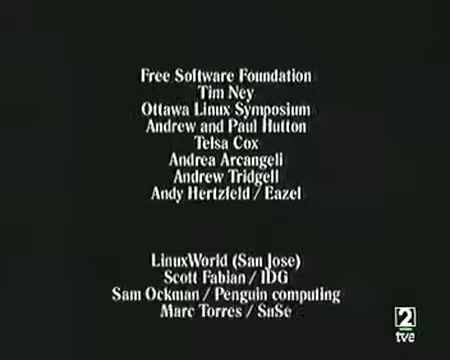 Free Software Foundation
Tim Ney
Ottawa Linux Symposium
Andrew and Paul Hutton
Telsa Cox
Andrea Arcangeli
Andrew Tridgell
Andy Hertzfeld / Eazel
LinuxWorld (San Jose)
Scott Fabian / IDG
Sam Ockman / Penguin computing
Marc Torres / SuSe
2
tve